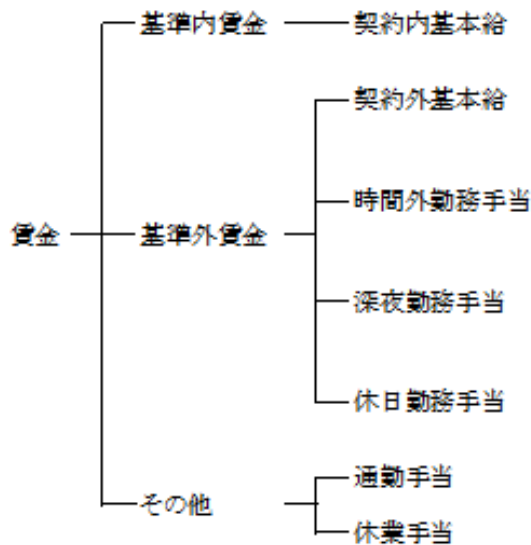 基準内賃金 契約内基本給
契約外基本給
時間外勤務手当
賃金 基準外賃金
深夜勤務手当
休日勤務手当
通勤手当
その他
休業手当